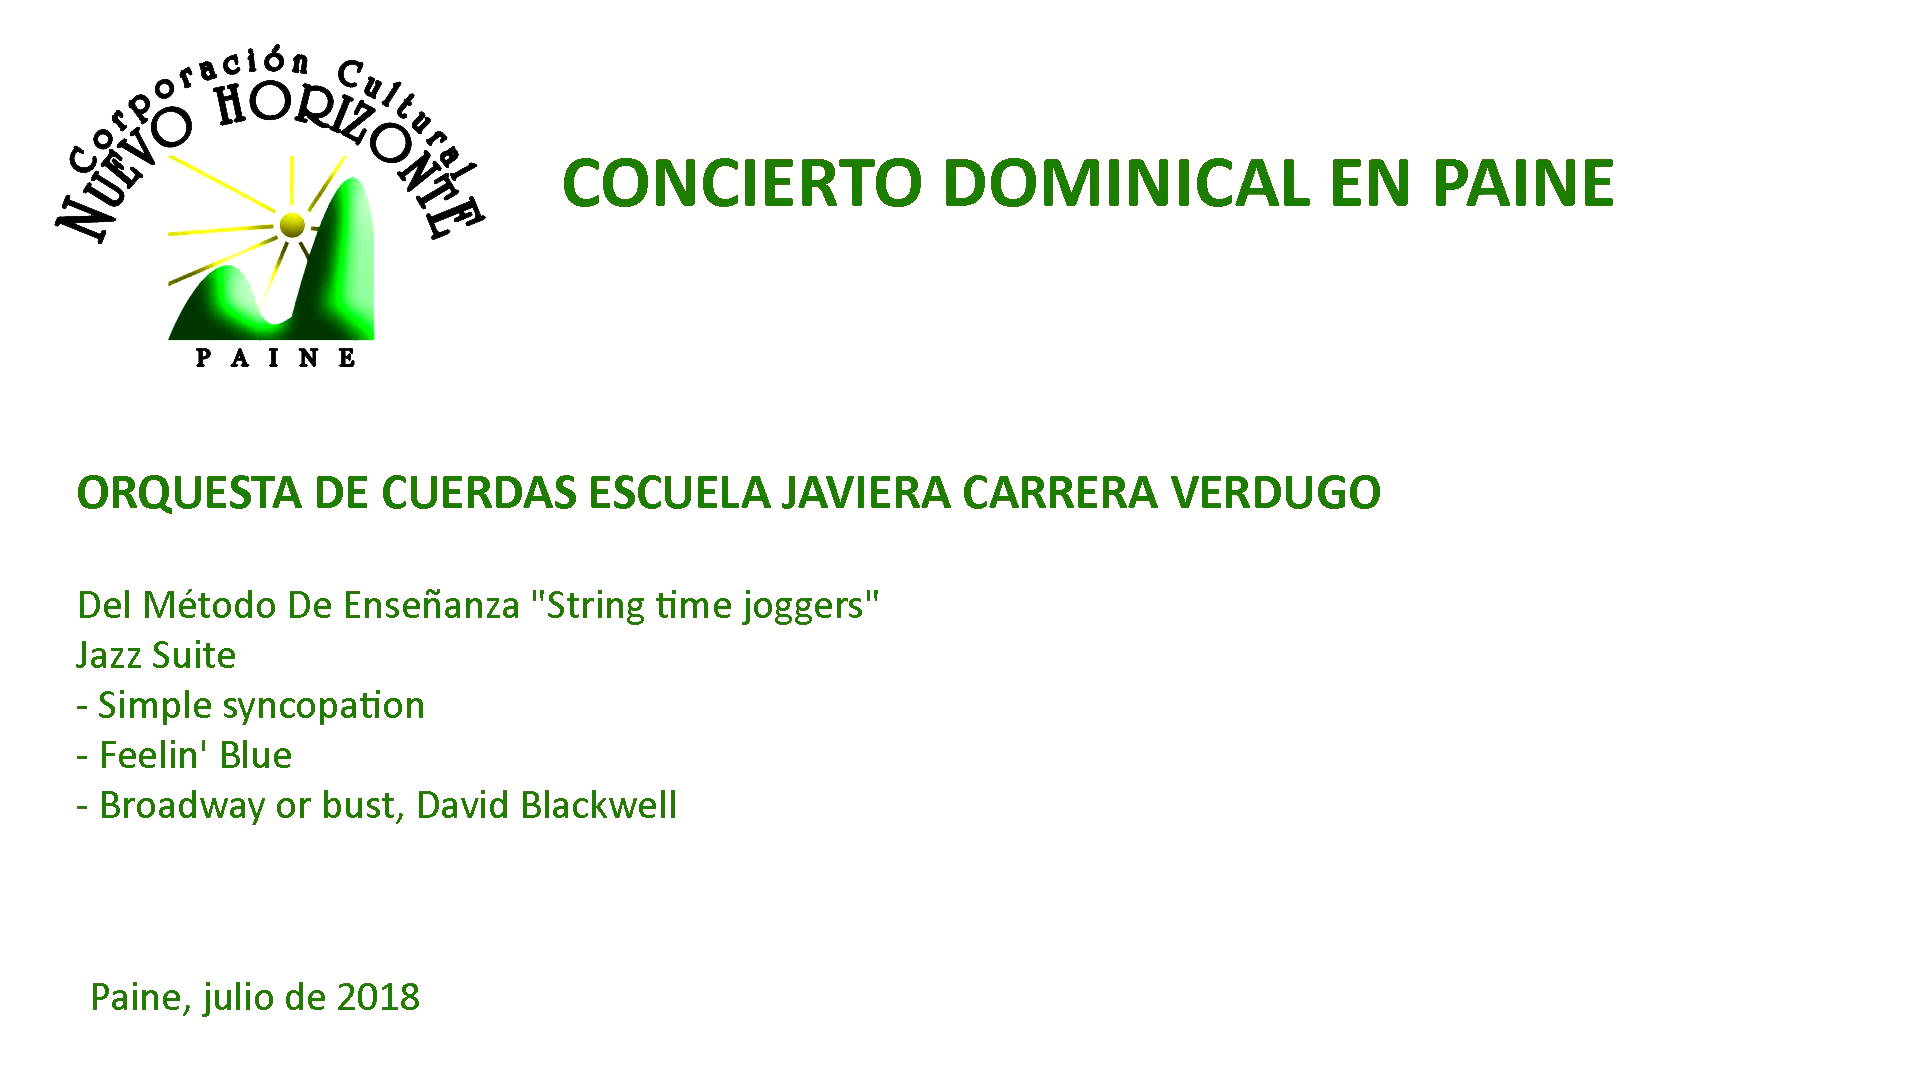 Corporación Cultural
NUEVO HORIZONTE
PAINE
CONCIERTO DOMINICAL EN PAINE
ORQUESTA DE CUERDAS ESCUELA JAVIERA CARRERA VERDUGO
Del Método De Enseñanza "String time joggers"
Jazz Suite
- Simple syncopation
- Feelin' Blue
- Broadway or bust, David Blackwell
Paine, julio de 2018